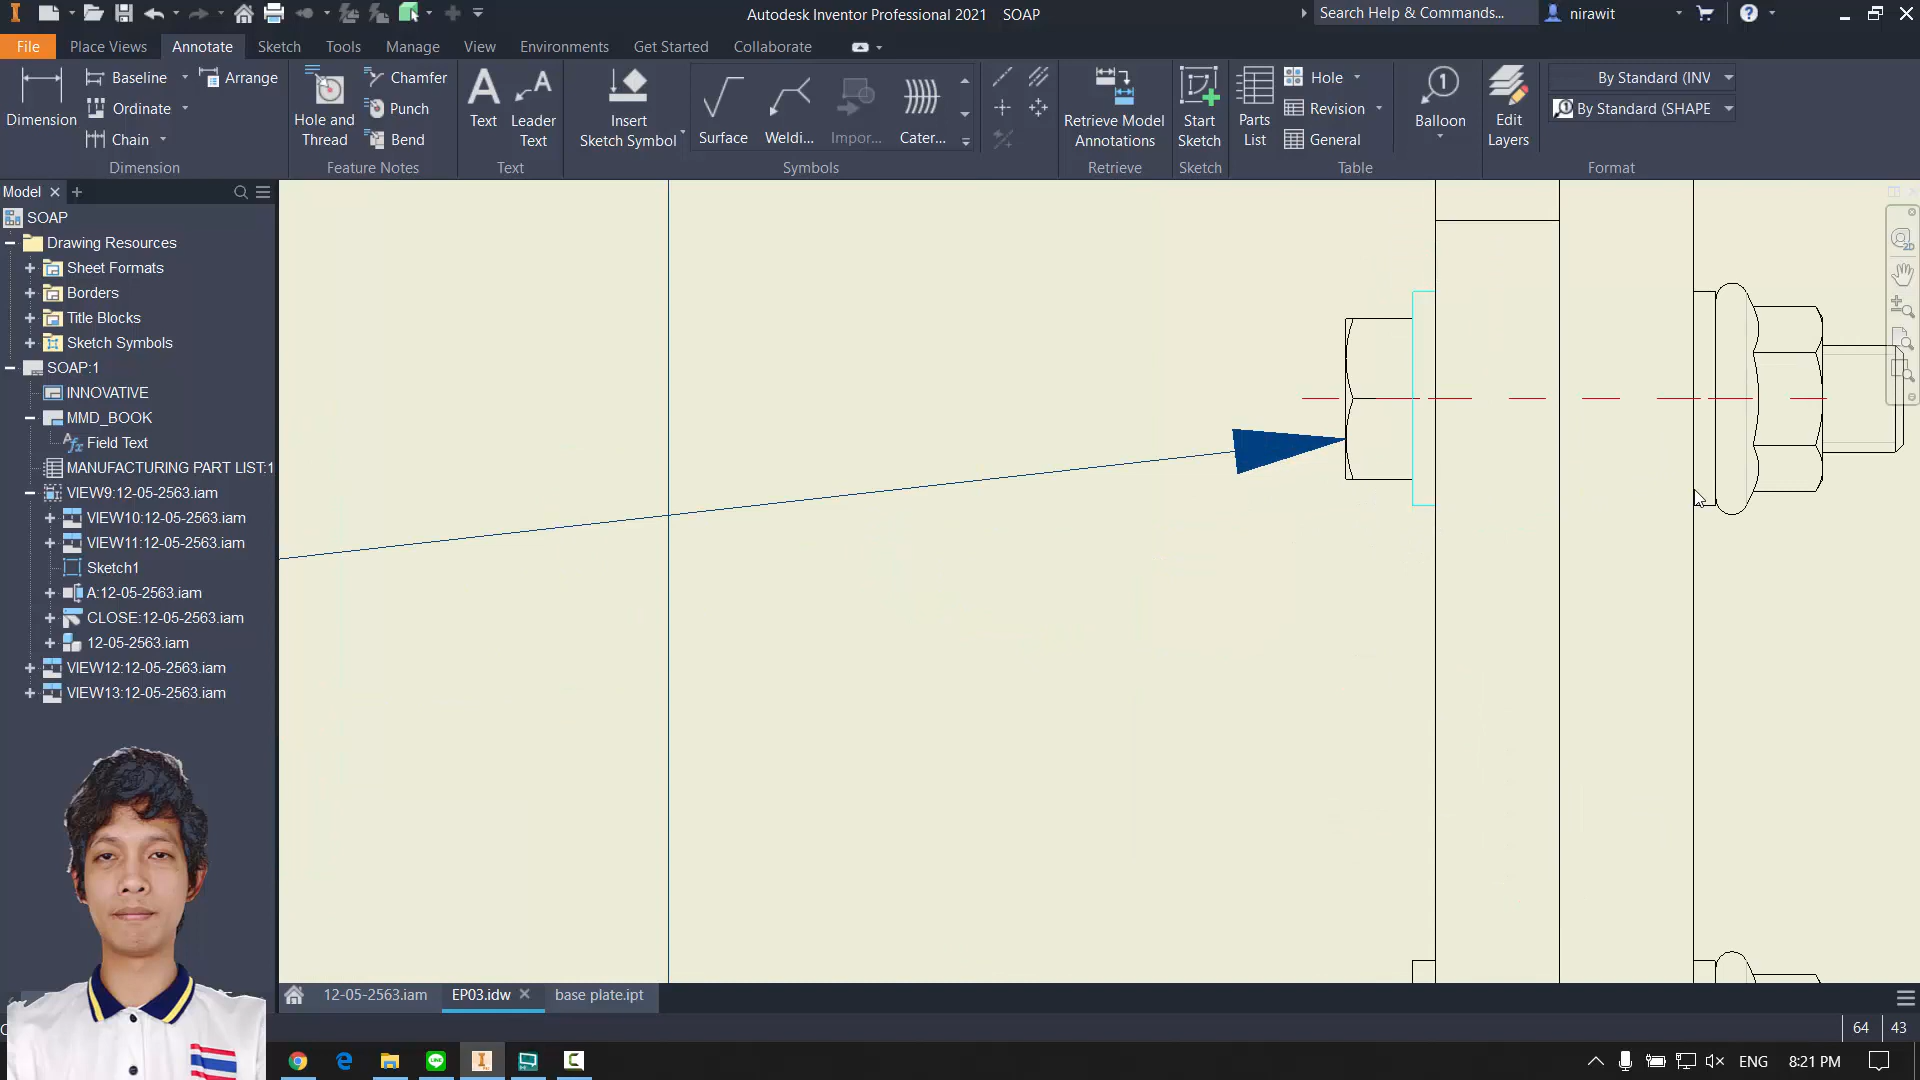 Autodesk Inventor Professional 2021 SOAP
Search Help & Commands...
nirawit
File
Place Views
Annotate
Sketch
Tools
Manage
View
Environments
Get Started
Collaborate
Dimension
Baseline
Ordinate
Chain
Arrange
Dimension
Hole and
Thread
Chamfer
Punch
Bend
Feature Notes
Text
Leader
Text
Text
Insert
Sketch Symbol
Surface
Weldi...
Impor...
Cater...
Symbols
Retrieve Model
Annotations
Retrieve
Start
Sketch
Sketch
Parts
List
Hole
Revision
General
Table
Balloon
1
Edit
Layers
By Standard (INV
By Standard (SHAPE
Format
Model
SOAP
Drawing Resources
Sheet Formats
Borders
Title Blocks
Sketch Symbols
SOAP:1
INNOVATIVE
MMD_BOOK
Field Text
MANUFACTURING PART LIST:1
VIEW9:12-05-2563.iam
VIEW10:12-05-2563.iam
VIEW11:12-05-2563.iam
Sketch1
A:12-05-2563.iam
CLOSE:12-05-2563.iam
12-05-2563.iam
VIEW12:12-05-2563.iam
VIEW13:12-05-2563.iam
2D
12-05-2563.iam
EP03.idw
base plate.ipt
64
43
ENG
8:21 PM